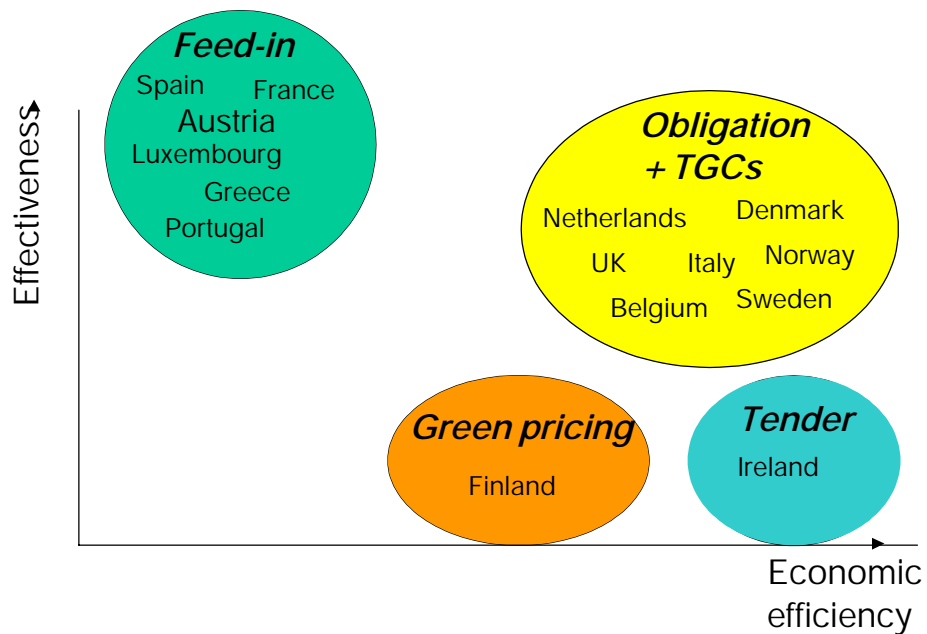 Feed-in
Spain
France
Austria
Luxembourg
Greece
Portugal
Obligation
+ TGCs
Netherlands
Denmark
UK
Italy
Norway
Belgium
Sweden
Green pricing
Finland
Tender
Ireland
Effectiveness
Economic
efficiency